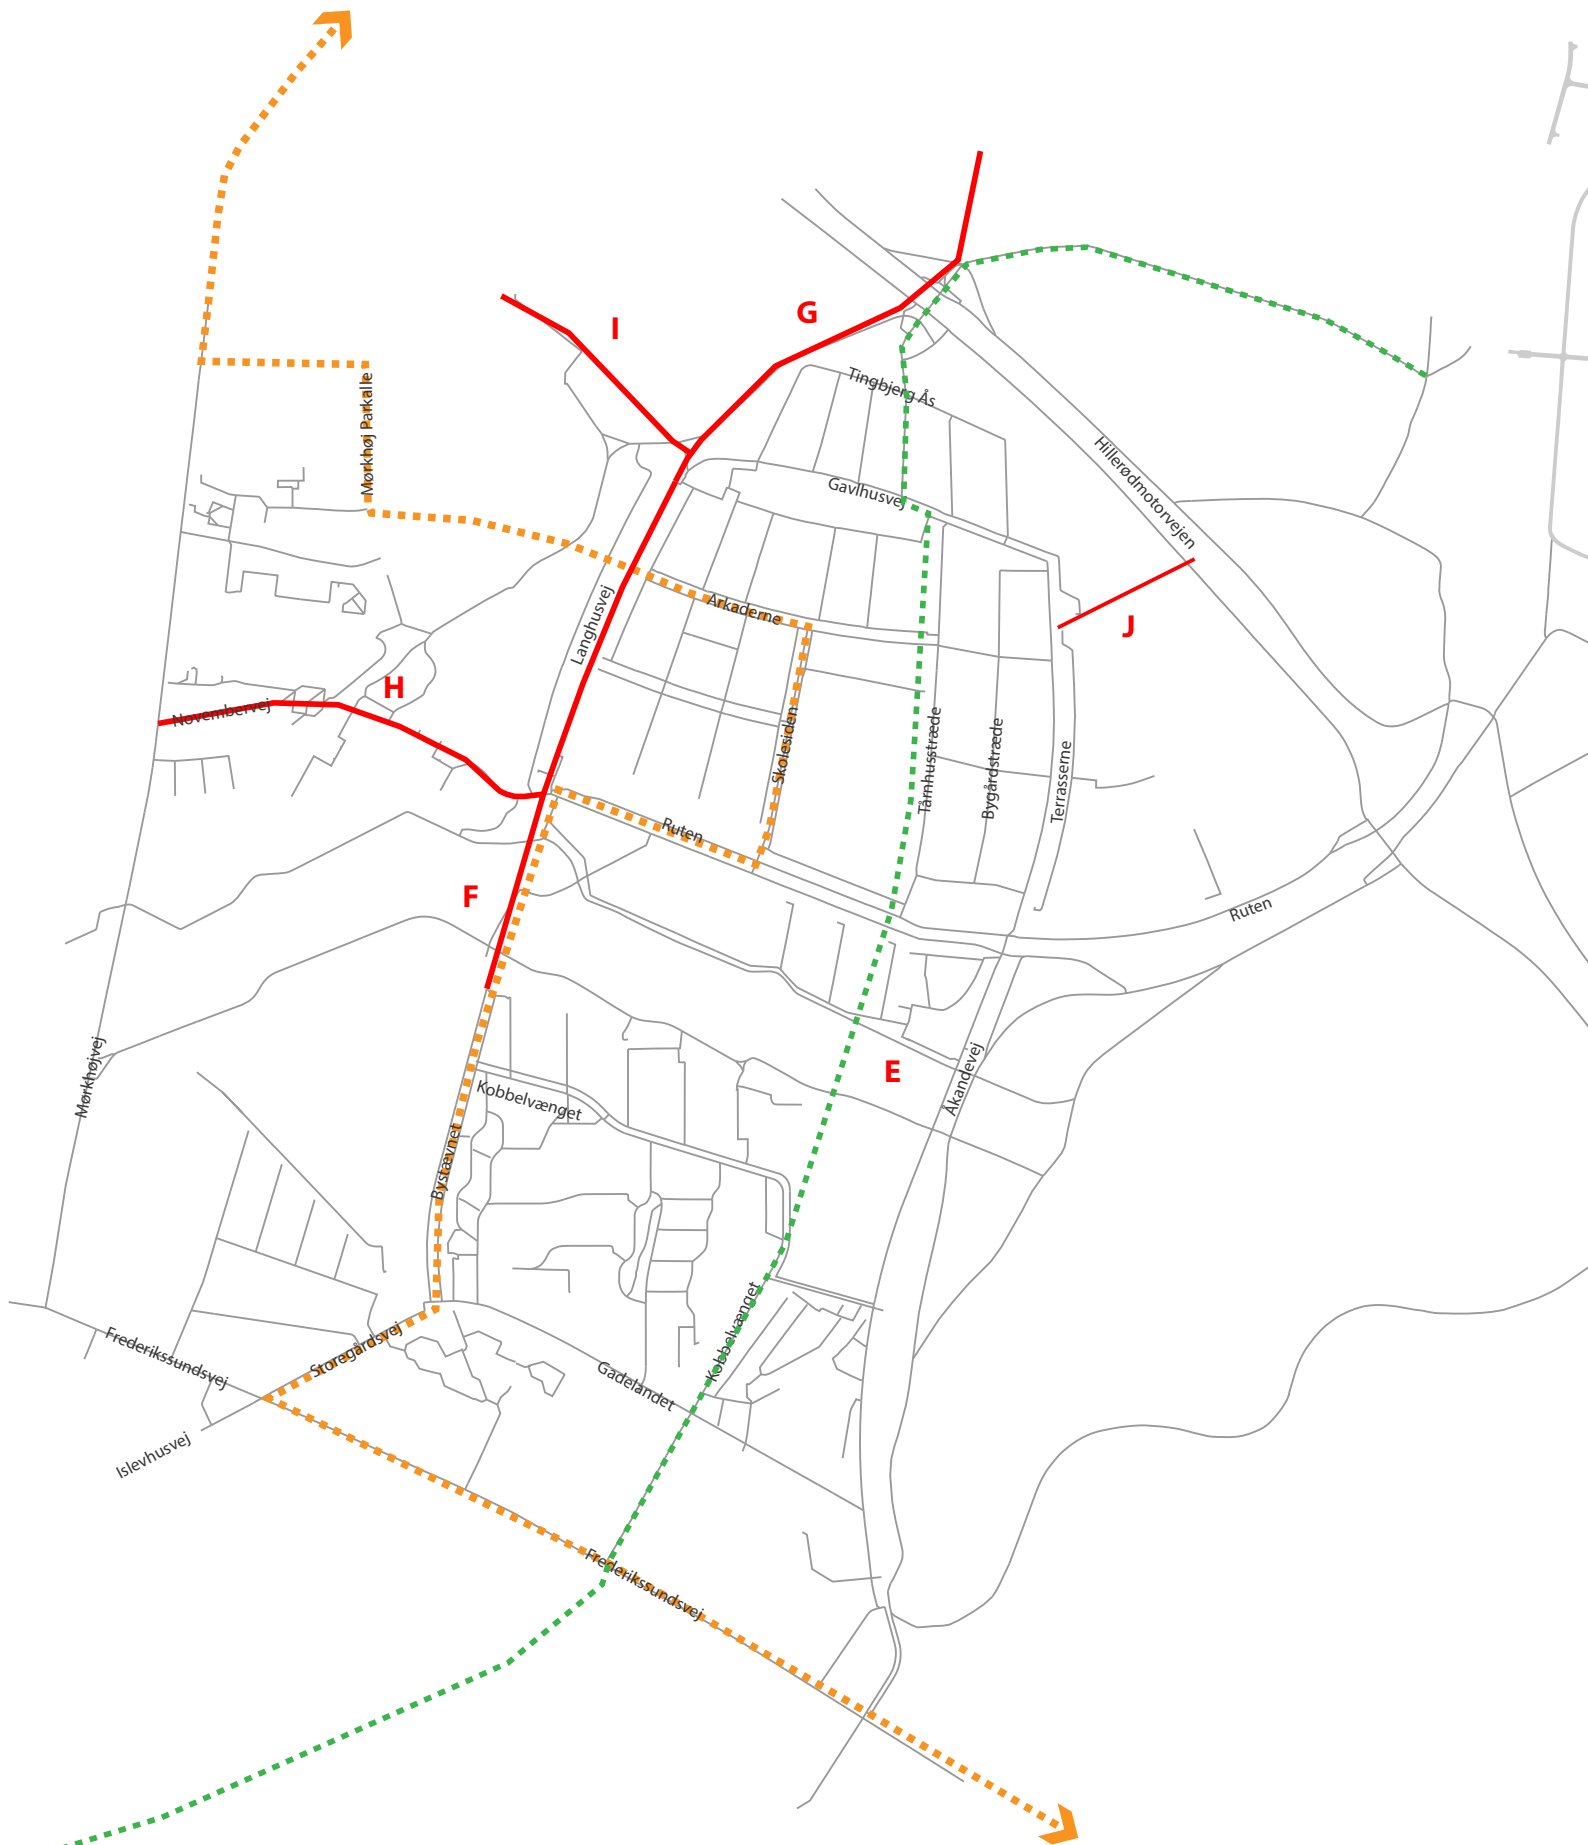 G
I
Tingbjerg Ås
Mørkhøj Parkalle
Hillerødmotorvejen
Gavlhusvej
Arkaderne
Langhusvej
J
H
Novembervej
Skolesiden
Tårnhusstræde
Bygårdstræde
Terrasserne
Ruten
F
Ruten
E
Mørkhøjvej
Åkandevej
Kobbelvænget
Bystævnet
Kobbelvænget
Storegårdsvej
Frederikssundsvej
Gadelandet
Islevhusvej
Frederikssundsvej